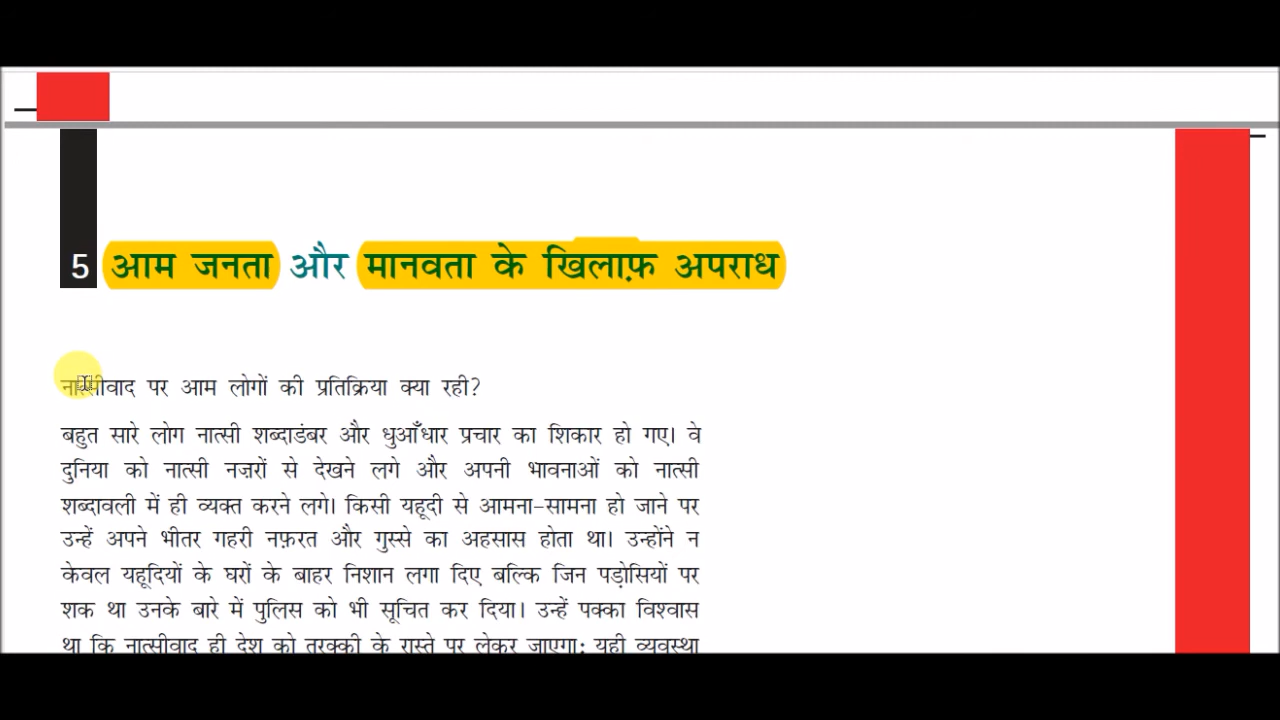 5 आम जनता और मानवता के खिलाफ़ अपराध
नात्सीवाद पर आम लोगों की प्रतिक्रिया क्या रही?
बहुत सारे लोग नात्सी शब्दाडंबर और धुआँधार प्रचार का शिकार हो गए। वे
दुनिया को नात्सी नज़रों से देखने लगे और अपनी भावनाओं को नात्सी
शब्दावली में ही व्यक्त करने लगे। किसी यहूदी से आमना-सामना हो जाने पर
उन्हें अपने भीतर गहरी नफ़रत और गुस्से का अहसास होता था। उन्होंने न
केवल यहूदियों के घरों के बाहर निशान लगा दिए बल्कि जिन पड़ोसियों पर
शक था उनके बारे में पुलिस को भी सूचित कर दिया। उन्हें पक्का विश्वास
था कि नात्सीवाद ही देश को तरक्की के रास्ते पर लेकर जाएगा; यही व्यवस्था